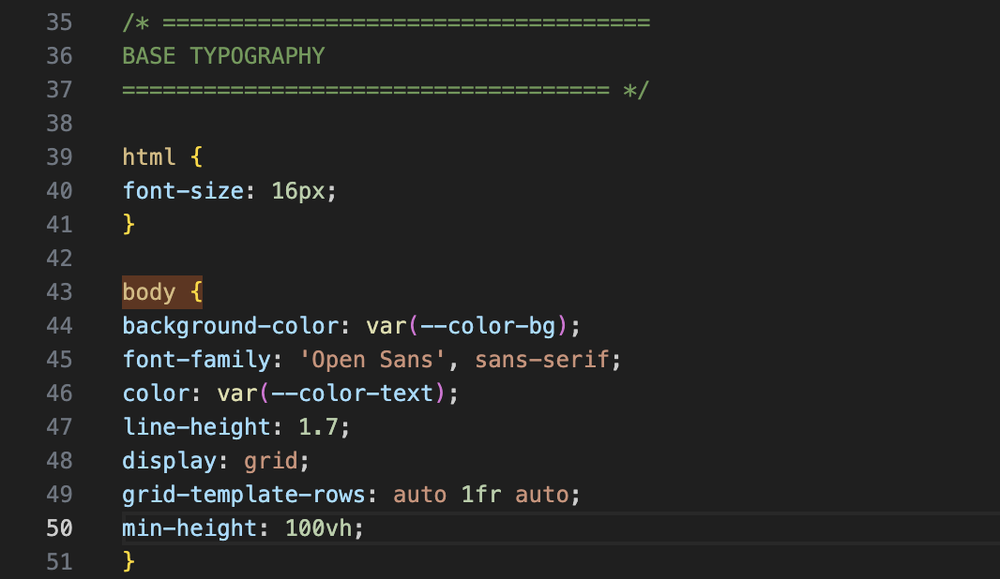 35 /* ====================================
36 BASE TYPOGRAPHY
37 ==================================== */
38
39 html {
40 font-size: 16px;
41 }
42
43 body {
44 background-color: var(--color-bg);
45 font-family: 'Open Sans', sans-serif;
46 color: var(--color-text);
47 line-height: 1.7;
48 display: grid;
49 grid-template-rows: auto 1fr auto;
50 min-height: 100vh;
51 }